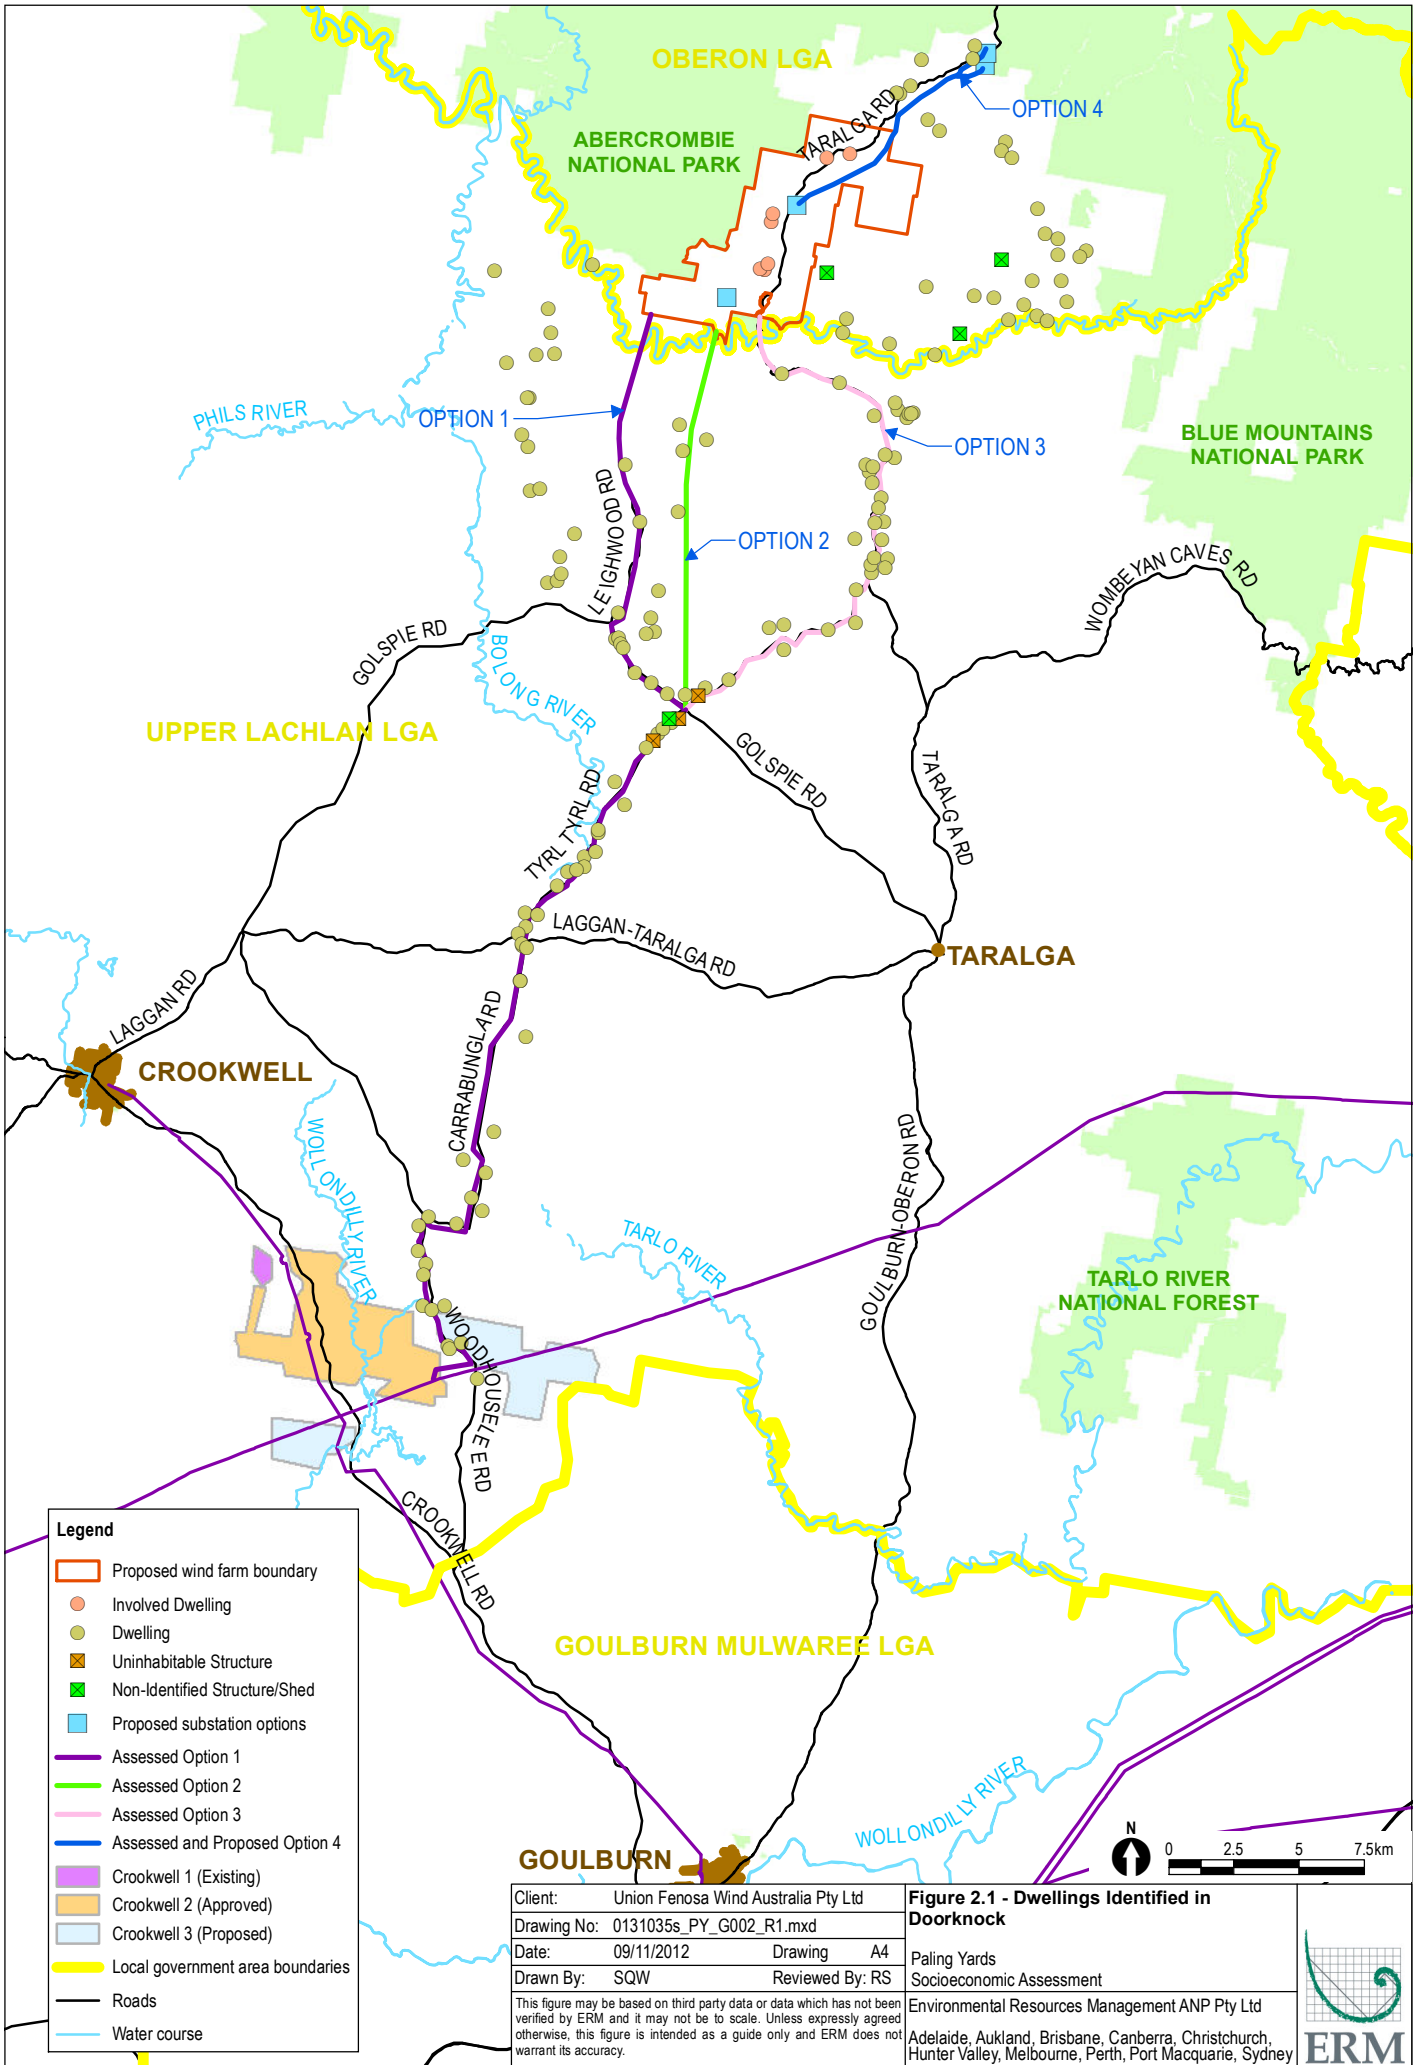 OBERON LGA
OPTION 4
TARALGA RD
ABERCROMBIE
NATIONAL PARK
PHILS RIVER
OPTION 1
OPTION 3
BLUE MOUNTAINS
NATIONAL PARK
LEIGHWOOD RD
OPTION 2
WOMBEYAN CAVES RD
GOLSPIE RD
BOLONG RIVER
UPPER LACHLAN LGA
GOLSPIE RD
TARALGA RD
TYRL TYRL RD
LAGGAN-TARALGA RD
TARALGA
LAGGAN RD
CROOKWELL
CARRABUNGLA RD
WOLLONDILLY RIVER
GOULBURN-OBERON RD
TARLO RIVER
TARLO RIVER
NATIONAL FOREST
WOODHOUSELEE RD
CROOKWELL RD
GOULBURN MULWAREE LGA
WOLLONDILLY RIVER
GOULBURN
Legend
Proposed wind farm boundary
Involved Dwelling
Dwelling
Uninhabitable Structure
Non-Identified Structure/Shed
Proposed substation options
Assessed Option 1
Assessed Option 2
Assessed Option 3
Assessed and Proposed Option 4
Crookwell 1 (Existing)
Crookwell 2 (Approved)
Crookwell 3 (Proposed)
Local government area boundaries
Roads
Water course
N
0 2.5 5 7.5km
Client: Union Fenosa Wind Australia Pty Ltd
Drawing No: 0131035s_PY_G002_R1.mxd
Date: 09/11/2012 Drawing A4
Drawn By: SQW Reviewed By: RS
This figure may be based on third party data or data which has not been
verified by ERM and it may not be to scale. Unless expressly agreed
otherwise, this figure is intended as a guide only and ERM does not
warrant its accuracy.
Figure 2.1 - Dwellings Identified in
Doorknock
Paling Yards
Socioeconomic Assessment
Environmental Resources Management ANP Pty Ltd
Adelaide, Aukland, Brisbane, Canberra, Christchurch,
Hunter Valley, Melbourne, Perth, Port Macquarie, Sydney
ERM